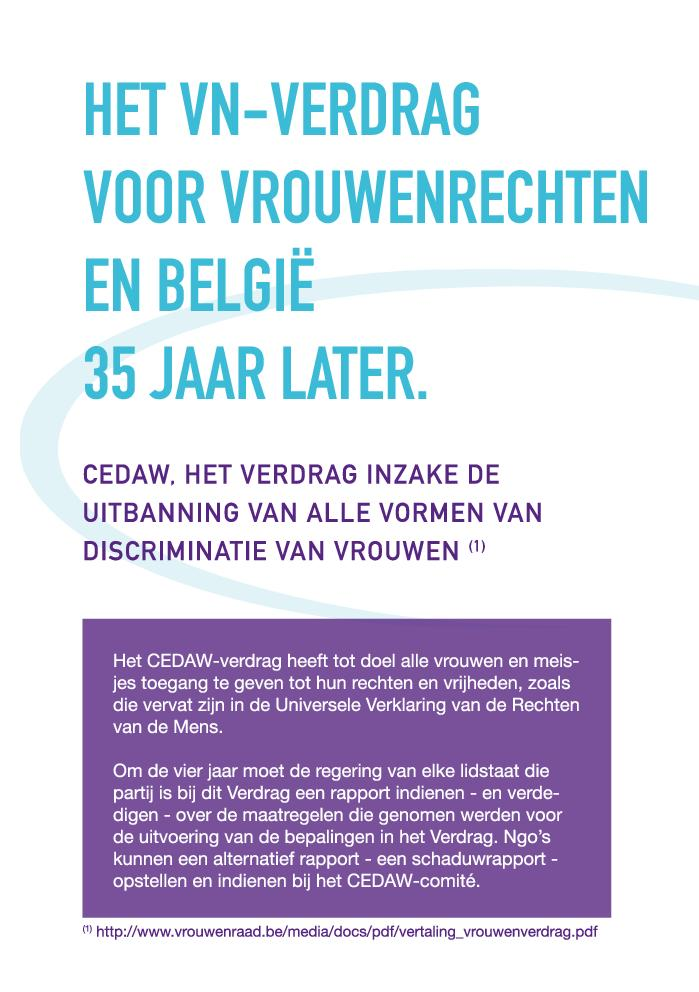 HET VN-VERDRAG
VOOR VROUWENRECHTEN
EN BELGIË
35 JAAR LATER.
CEDAW, HET VERDRAG INZAKE DE
UITBANNING VAN ALLE VORMEN VAN
DISCRIMINATIE VAN VROUWEN (1)
Het CEDAW-verdrag heeft tot doel alle vrouwen en meis-
jes toegang te geven tot hun rechten en vrijheden, zoals
die vervat zijn in de Universele Verklaring van de Rechten
van de Mens.
Om de vier jaar moet de regering van elke lidstaat die
partij is bij dit Verdrag een rapport indienen - en verde-
digen - over de maatregelen die genomen werden voor
de uitvoering van de bepalingen in het Verdrag. Ngo's
kunnen een alternatief rapport - een schaduwrapport -
opstellen en indienen bij het CEDAW-comité.
(1) http://www.vrouwenraad.be/media/docs/pdf/vertaling_vrouwenverdrag.pdf